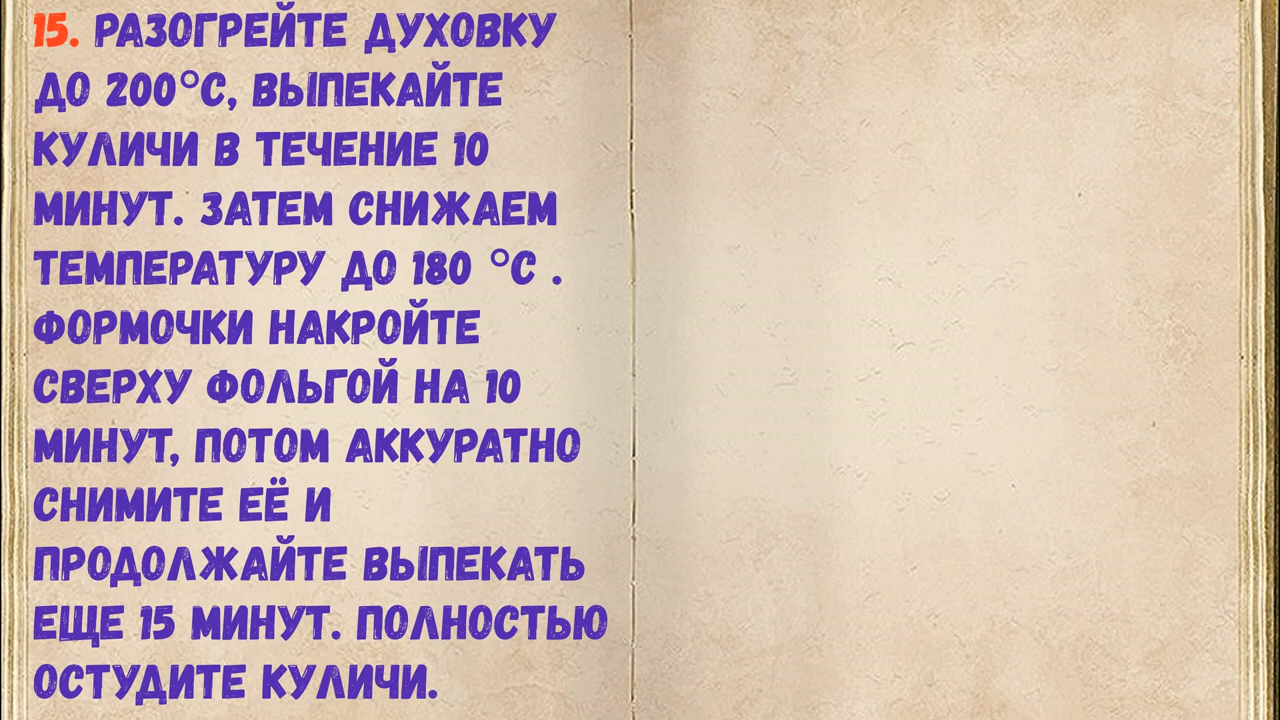 15. РАЗОГРЕЙТЕ ДУХОВКУ
ДО 200°С, ВЫПЕКАЙТЕ
КУЛИЧИ В ТЕЧЕНИЕ 10
МИНУТ. ЗАТЕМ СНИЖАЕМ
ТЕМПЕРАТУРУ ДО 180 °С .
ФОРМОЧКИ НАКРОЙТЕ
СВЕРХУ ФОЛЬГОЙ НА 10
МИНУТ, ПОТОМ АККУРАТНО
СНИМИТЕ ЕЁ И
ПРОДОЛЖАЙТЕ ВЫПЕКАТЬ
ЕЩЕ 15 МИНУТ. ПОЛНОСТЬЮ
ОСТУДИТЕ КУЛИЧИ.